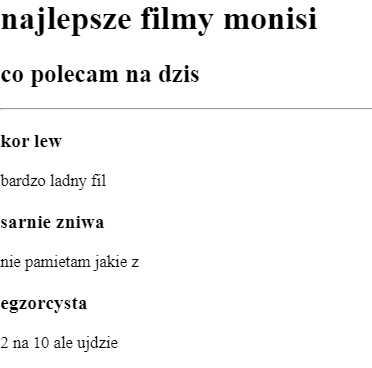 najlepsze filmy monisi
co polecam na dzis
kor lew
bardzo ladny fil
sarnie zniwa
nie pamietam jakie z
egzorcysta
2 na 10 ale ujdzie